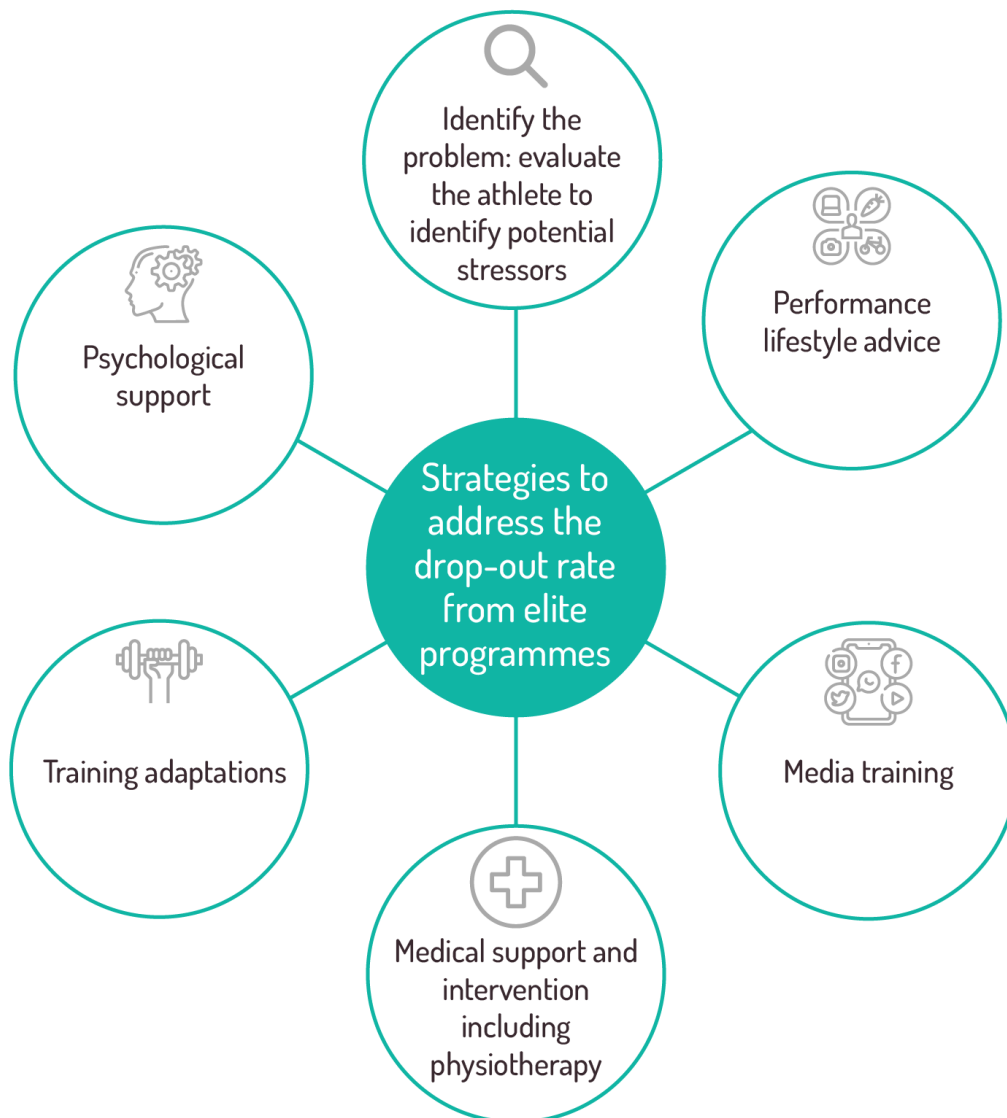 Identify the
problem: evaluate
the athlete to
identify potential
stressors
Performance
lifestyle advice
Psychological
support
Strategies to
address the
drop-out rate
from elite
programmes
Training adaptations
Media training
Medical support and
intervention
including
physiotherapy